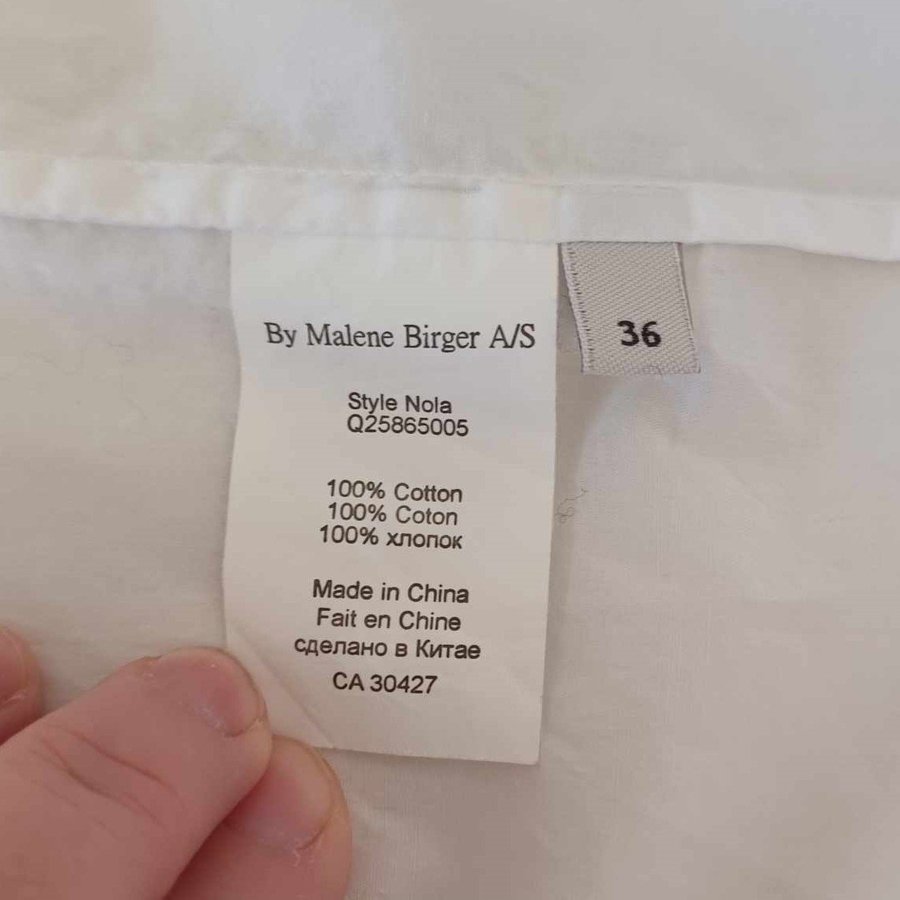 By Malene Birger A/S
36
Style Nola
Q25865005
100% Cotton
100% Coton
100% хлопок
Made in China
Fait en Chine
сделано в Китае
CA 30427